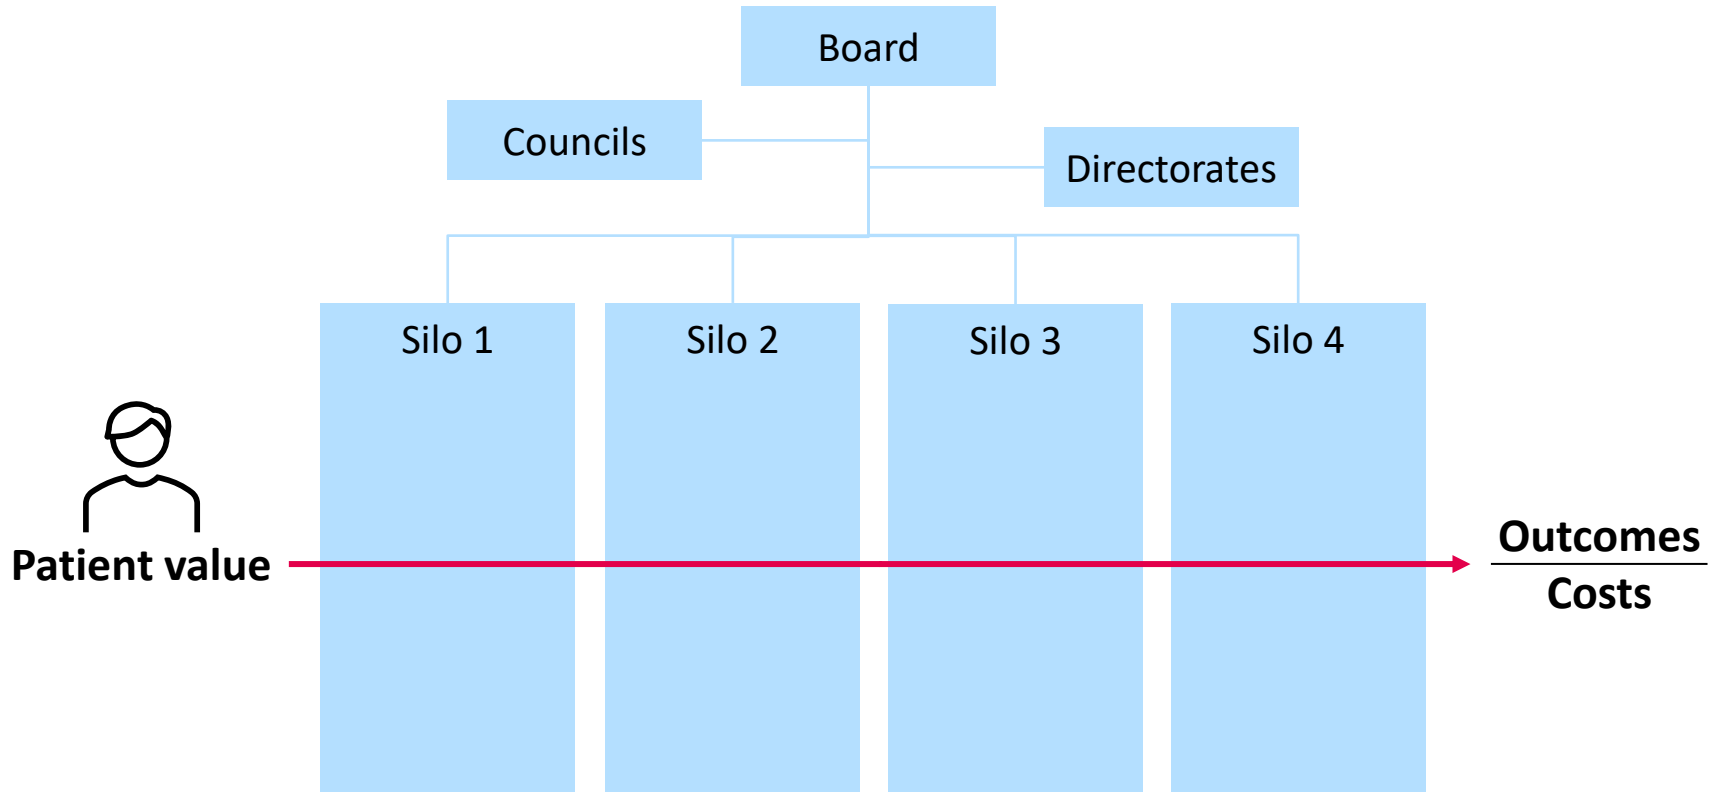 Board
Councils
Directorates
Silo 1
Silo 2
Silo 3
Silo 4
Patient value
Outcomes
Costs